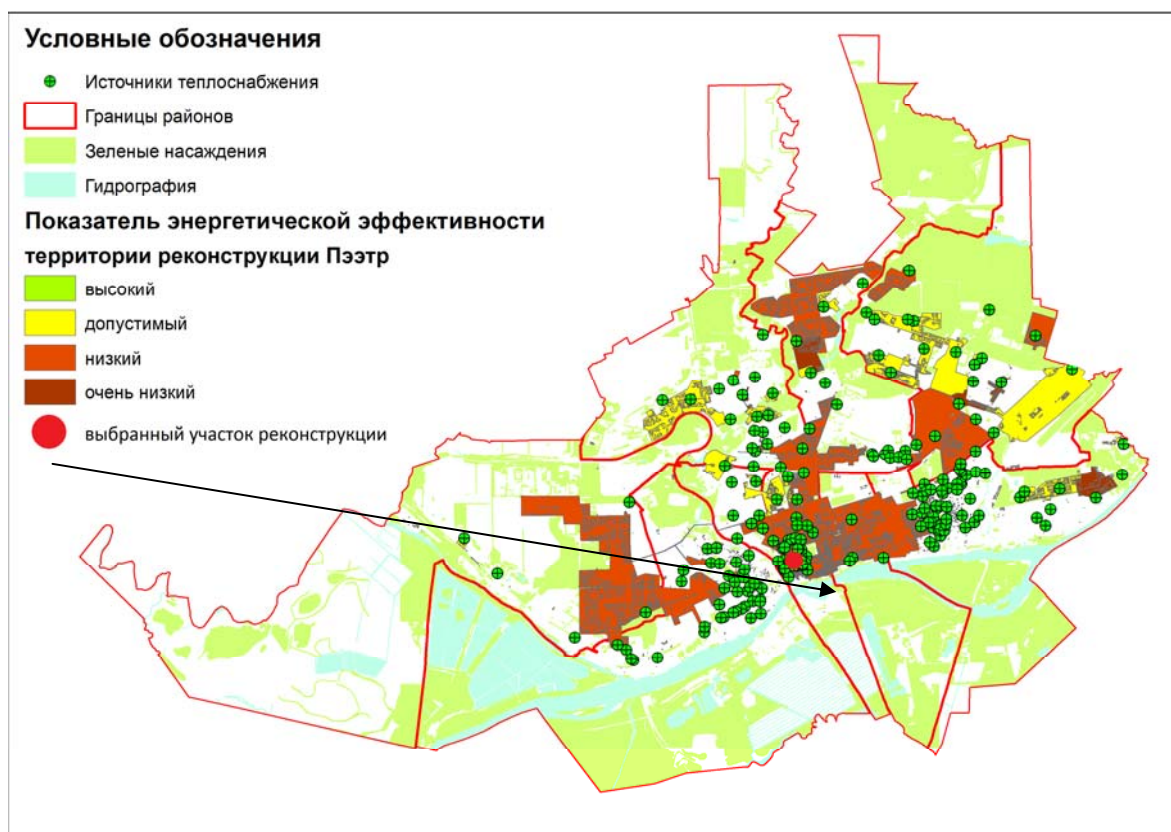 Условные обозначения
Источники теплоснабжения
Границы районов
Зеленые насаждения
Гидрография
Показатель энергетической эффективности
территории реконструкции Пээтр
высокий
допустимый
низкий
очень низкий
выбранный участок реконструкции